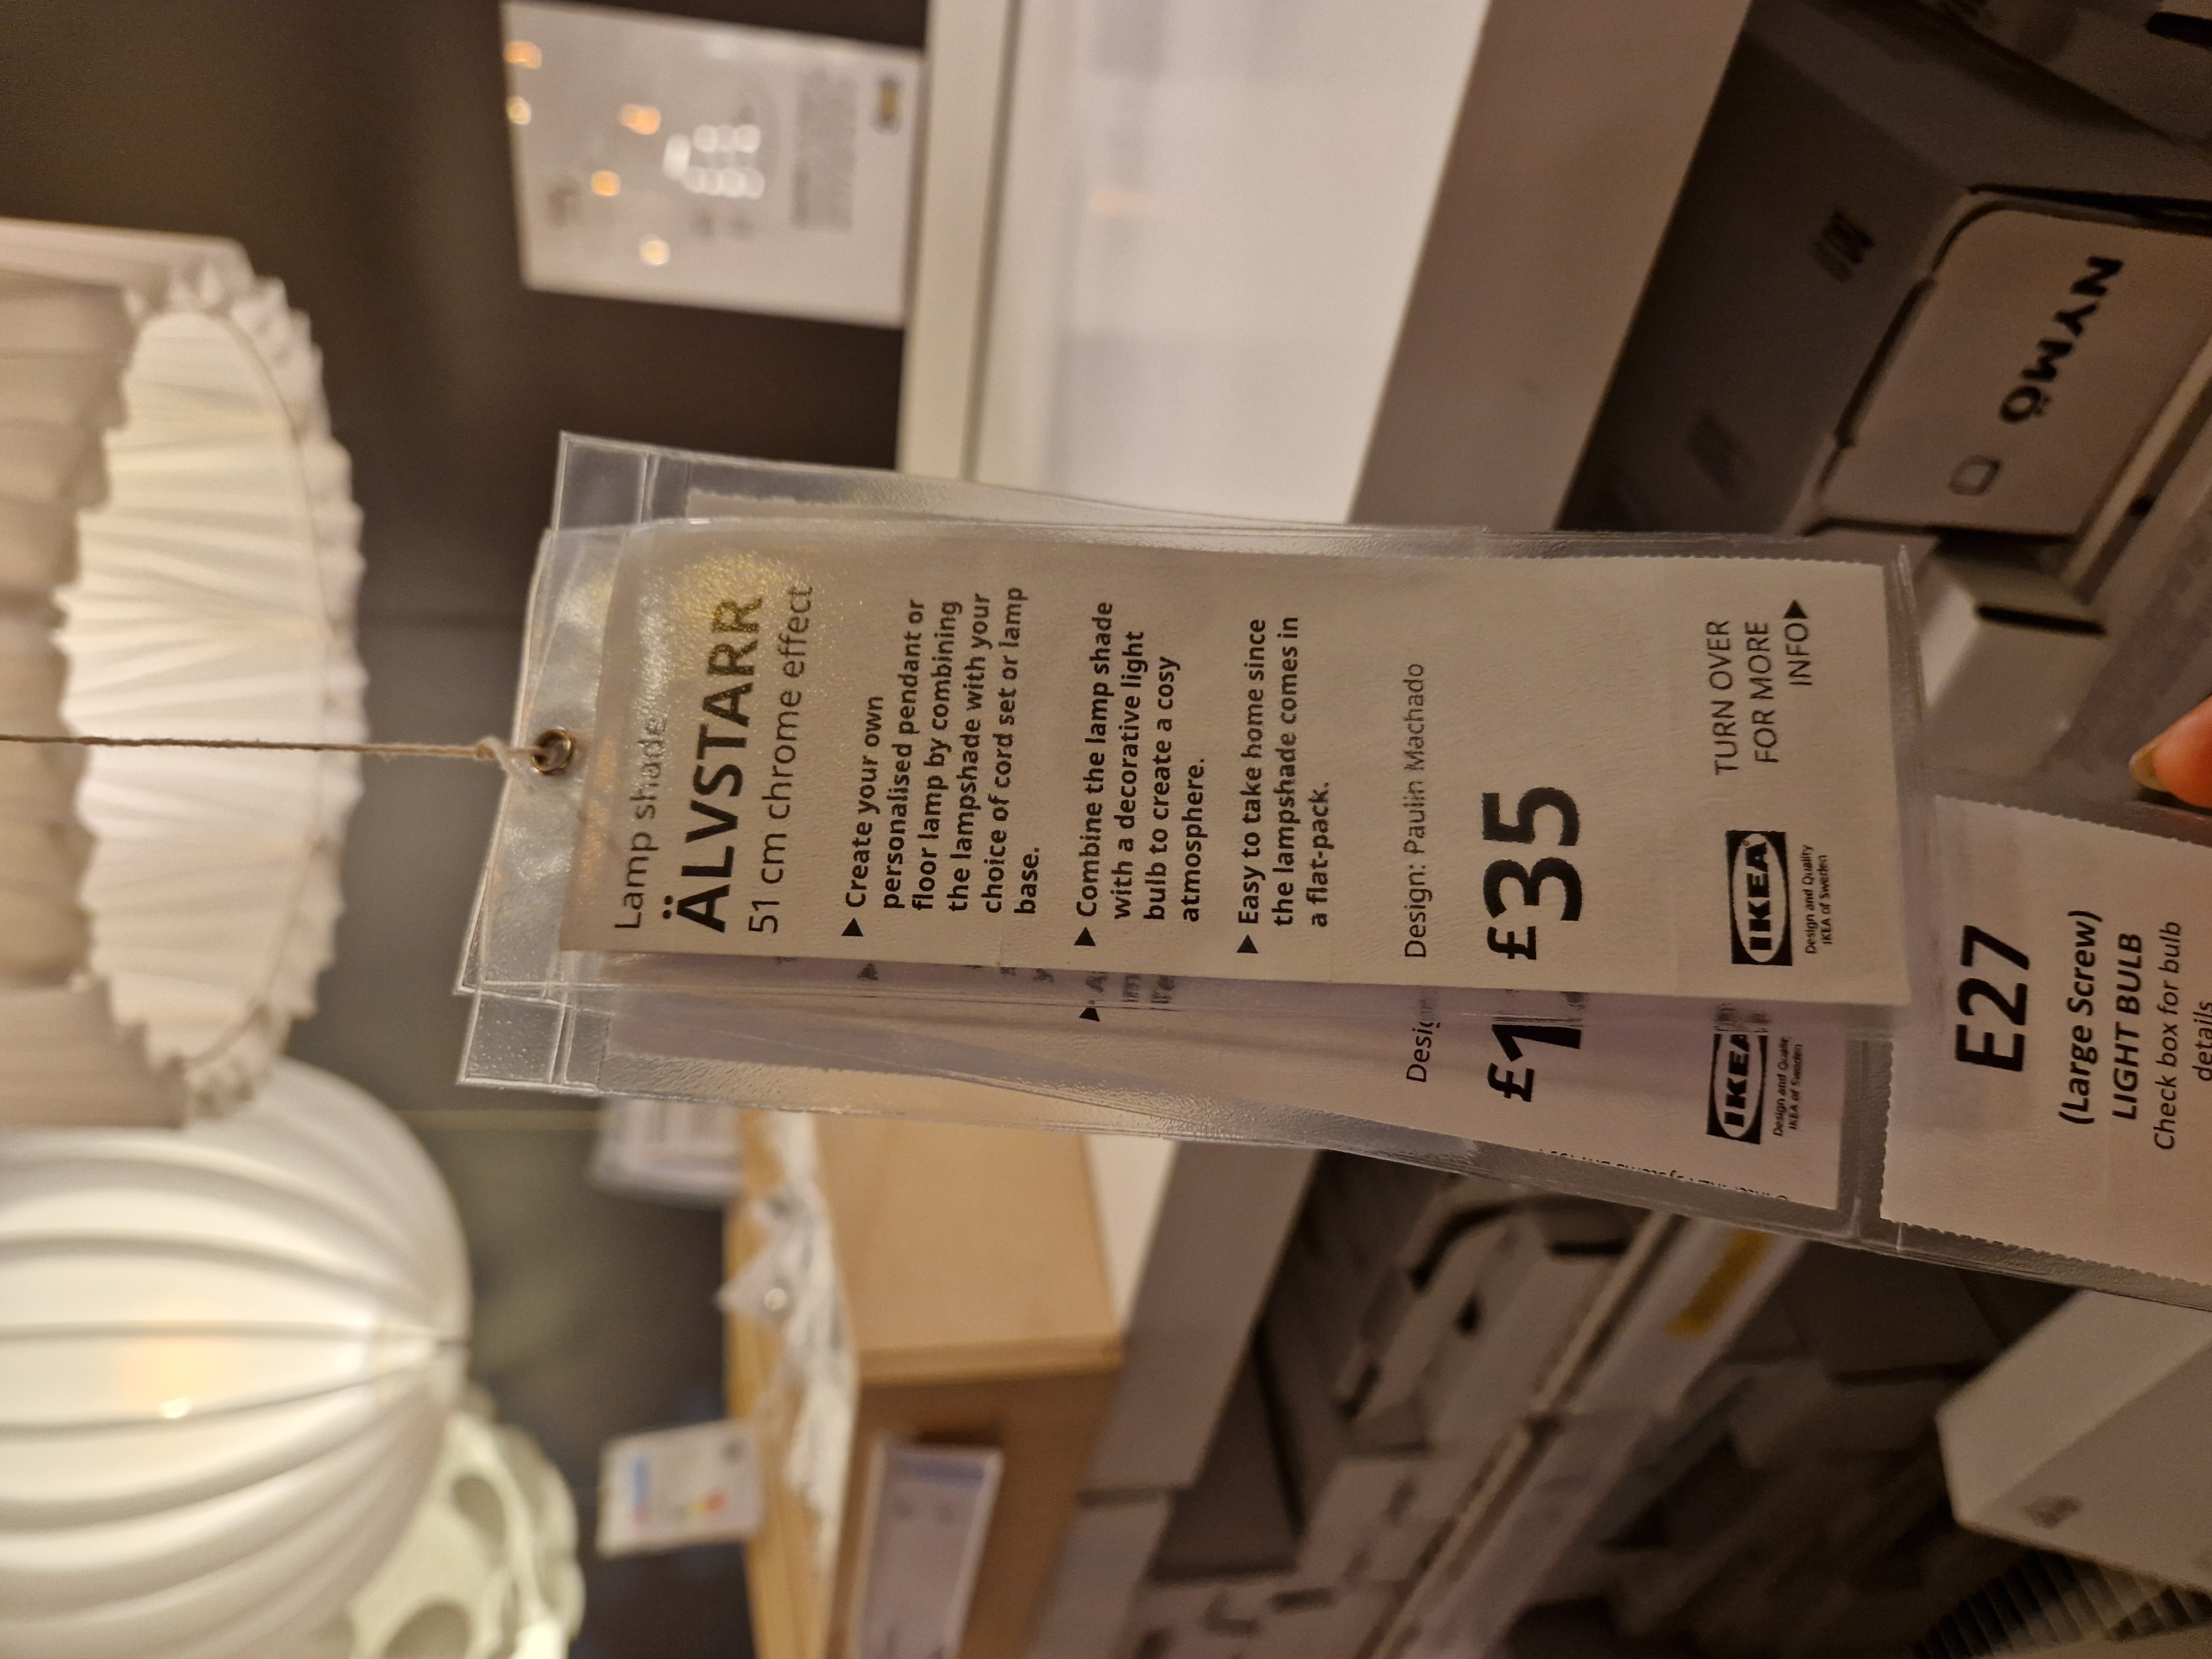 Lamp shade
ÄLVSTARR
51 cm chrome effect
▶ Create your own
personalised pendant or
floor lamp by combining
the lampshade with your
choice of cord set or lamp
base.
▶ Combine the lamp shade
with a decorative light
bulb to create a cosy
atmosphere.
▶ Easy to take home since
the lampshade comes in
a flat-pack.
Design: Paulin Machado
£35
IKEA®
Design and Quality
IKEA of Sweden
TURN OVER
FOR MORE
INFO▶
£1
IKEA
Design and
IKEA of Sweden
E27
(Large Screw)
LIGHT BULB
Check box for bulb
details
NYMÖ